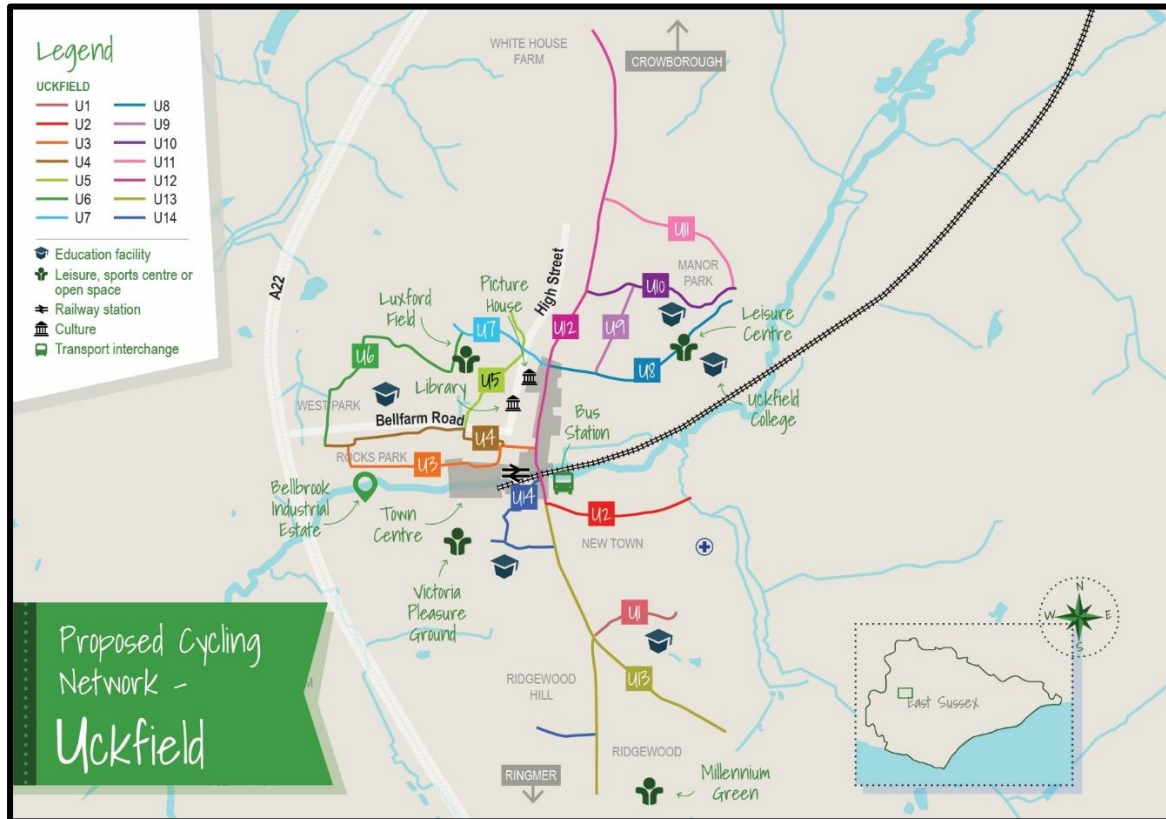 Legend
UCKFIELD
U1
U2
U3
U4
U5
U6
U7
U8
U9
U10
U11
U12
U13
U14
Education facility
Leisure, sports centre or
open space
Railway station
Culture
Transport interchange
WHITE HOUSE
FARM
CROWBOROUGH
A22
High Street
Picture
House
Luxford
Field
MANOR
PARK
U11
U10
U12
U9
U7
U6
U5
U8
Leisure
Centre
Library
Uckfield
College
WEST PARK
Bellfarm Road
Bus
Station
U4
ROCKS PARK
U3
U14
Bellbrook
Industrial
Estate
Town
Centre
U2
NEW TOWN
Victoria
Pleasure
Ground
U1
U13
RIDGEWOOD
HILL
RIDGEWOOD
RINGMER
Millennium
Green
Proposed Cycling
Network -
Uckfield
N
W
E
S
East Sussex